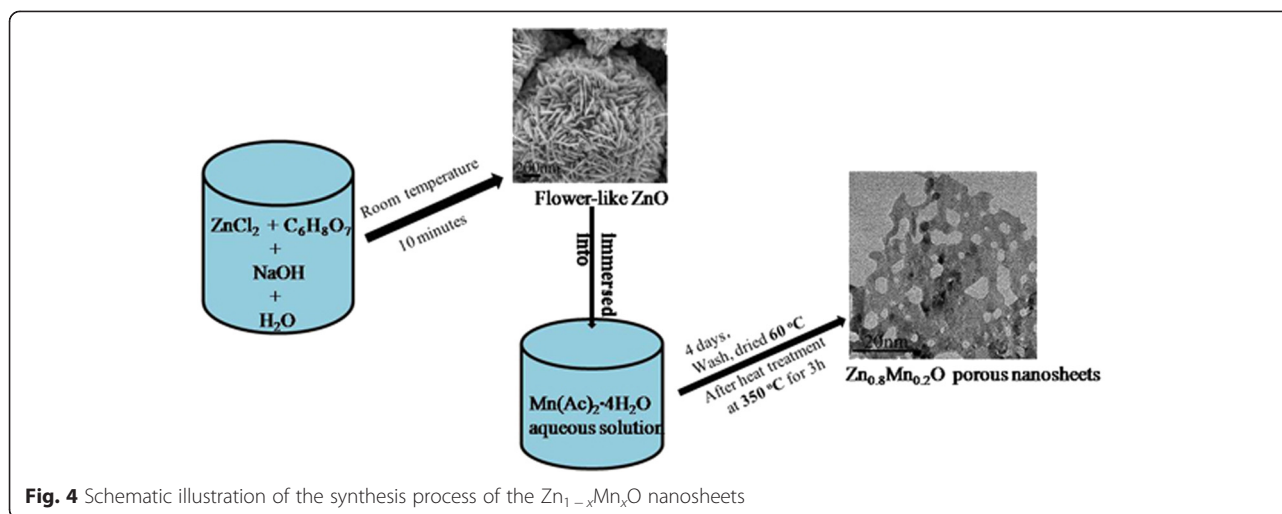 ZnCl₂ + C₆H₈O₇
+
NaOH
+
H₂O
Room temperature
10 minutes
200nm
Flower-like ZnO
Immersed
into
Mn(Ac)₂·4H₂O
aqueous solution
4 days,
Wash, dried 60 °C
After heat treatment
at 350 °C for 3h
20nm
Zn₀.₈Mn₀.₂O porous nanosheets
Fig. 4 Schematic illustration of the synthesis process of the Zn₁₋ₓMnₓO nanosheets